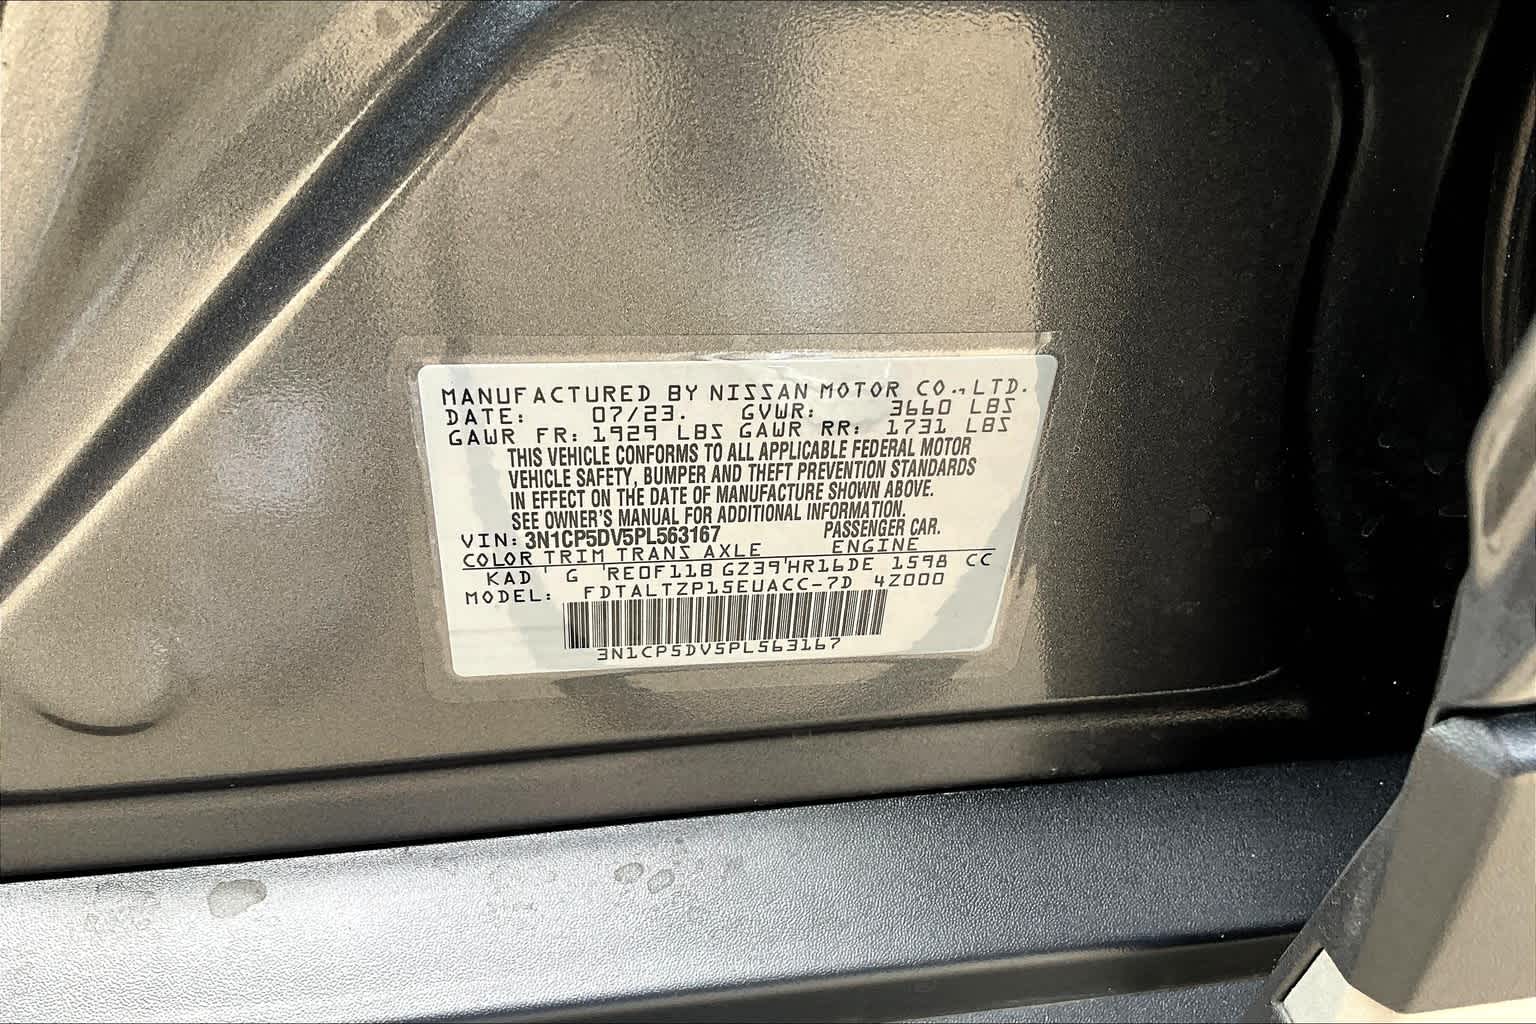 MANUFACTURED BY NISSAN MOTOR CO., LTD.
DATE: 07/23. GVWR: 3660 LBS
GAWR FR: 1929 LBS GAWR RR: 1731 LBS
THIS VEHICLE CONFORMS TO ALL APPLICABLE FEDERAL MOTOR
VEHICLE SAFETY, BUMPER AND THEFT PREVENTION STANDARDS
IN EFFECT ON THE DATE OF MANUFACTURE SHOWN ABOVE.
SEE OWNER'S MANUAL FOR ADDITIONAL INFORMATION.
VIN: 3N1CP5DV5PL563167 PASSENGER CAR.
COLOR TRIM TRANS AXLE ENGINE
KAD ' G 'RE0F11B GZ39'HR16DE 1598 CC
MODEL: FDTALTZP15EUACC-7D 4Z000
3N1CP5DV5PL563167